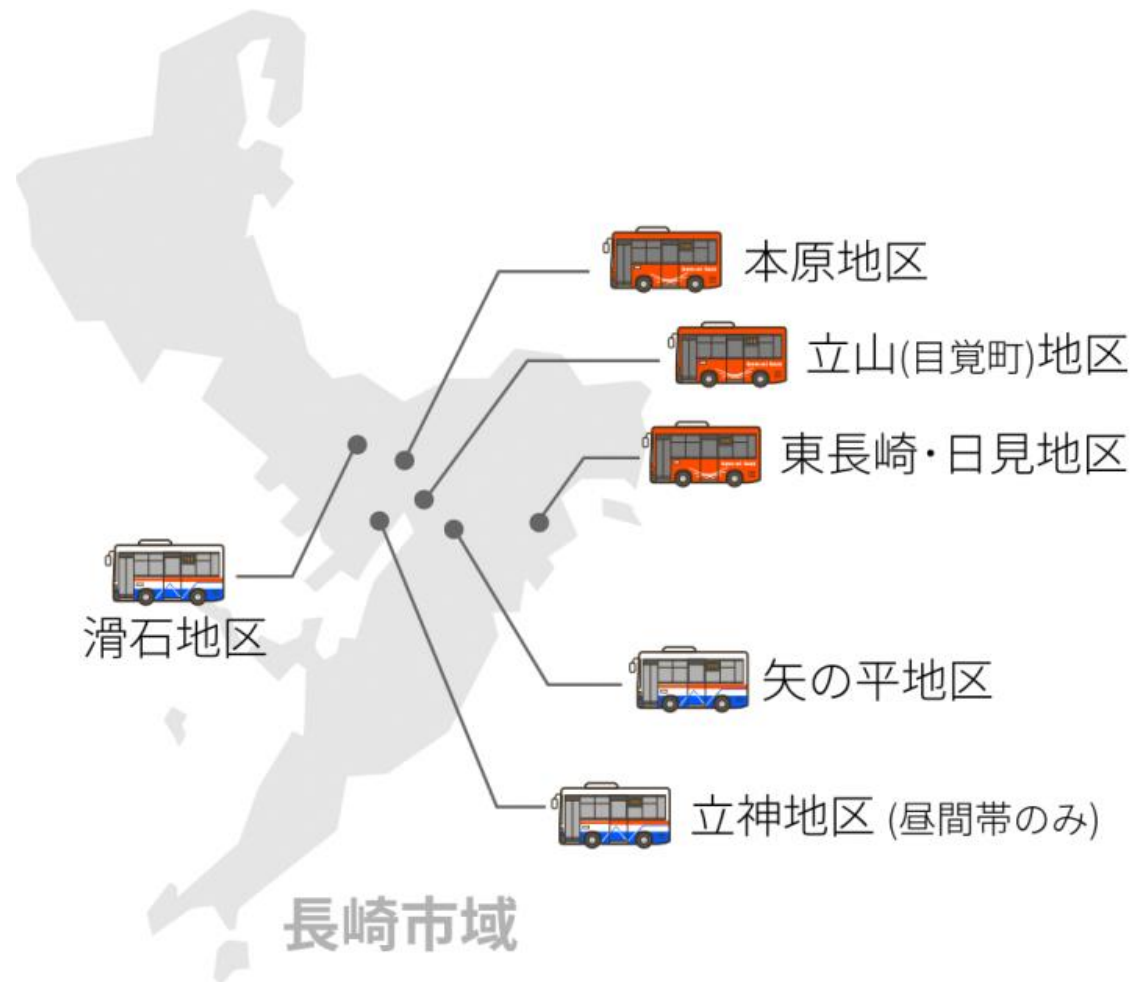 本原地区
立山(目覚町)地区
東長崎・日見地区
滑石地区
矢の平地区
立神地区 (昼間帯のみ)
長崎市域